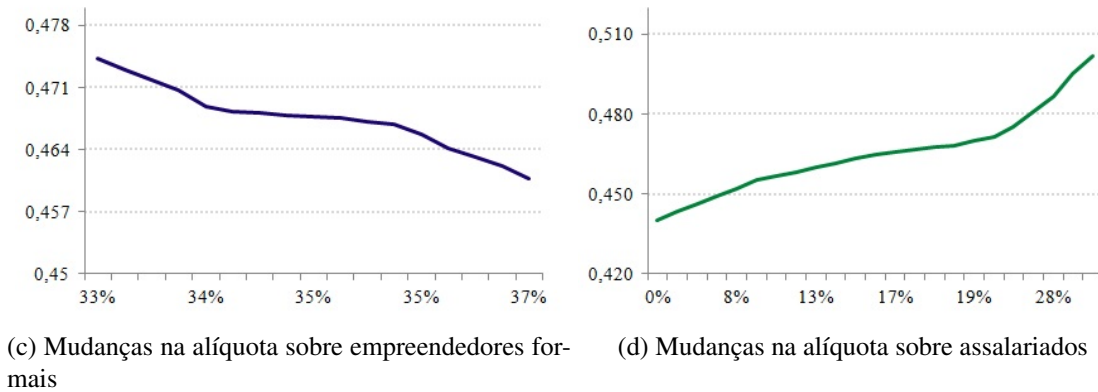 0,478
0,471
0,464
0,457
0,45
33% 34% 35% 35% 37%
(c) Mudanças na alíquota sobre empreendedores for-
mais
0,510
0,480
0,450
0,420
0% 8% 13% 17% 19% 28%
(d) Mudanças na alíquota sobre assalariados